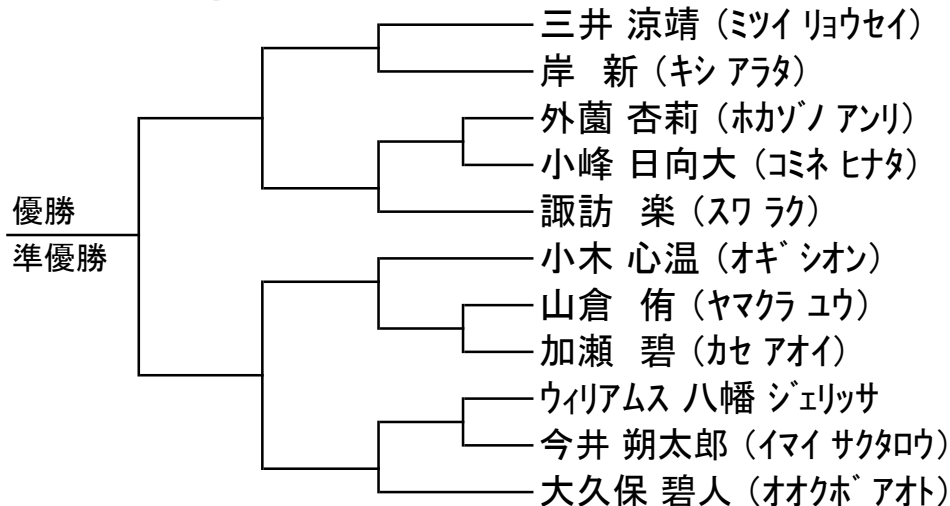 三井 涼靖 (ミツイ リョウセイ)
岸　新 (キシ アラタ)
外薗 杏莉 (ホカゾノ アンリ)
小峰 日向大 (コミネ ヒナタ)
諏訪　楽 (スワ ラク)
優勝
準優勝
小木 心温 (オギ シオン)
山倉　侑 (ヤマクラ ユウ)
加瀬　碧 (カセ アオイ)
ウィリアムス 八幡 ジェリッサ
今井 朔太郎 (イマイ サクタロウ)
大久保 碧人 (オオクボ アオト)